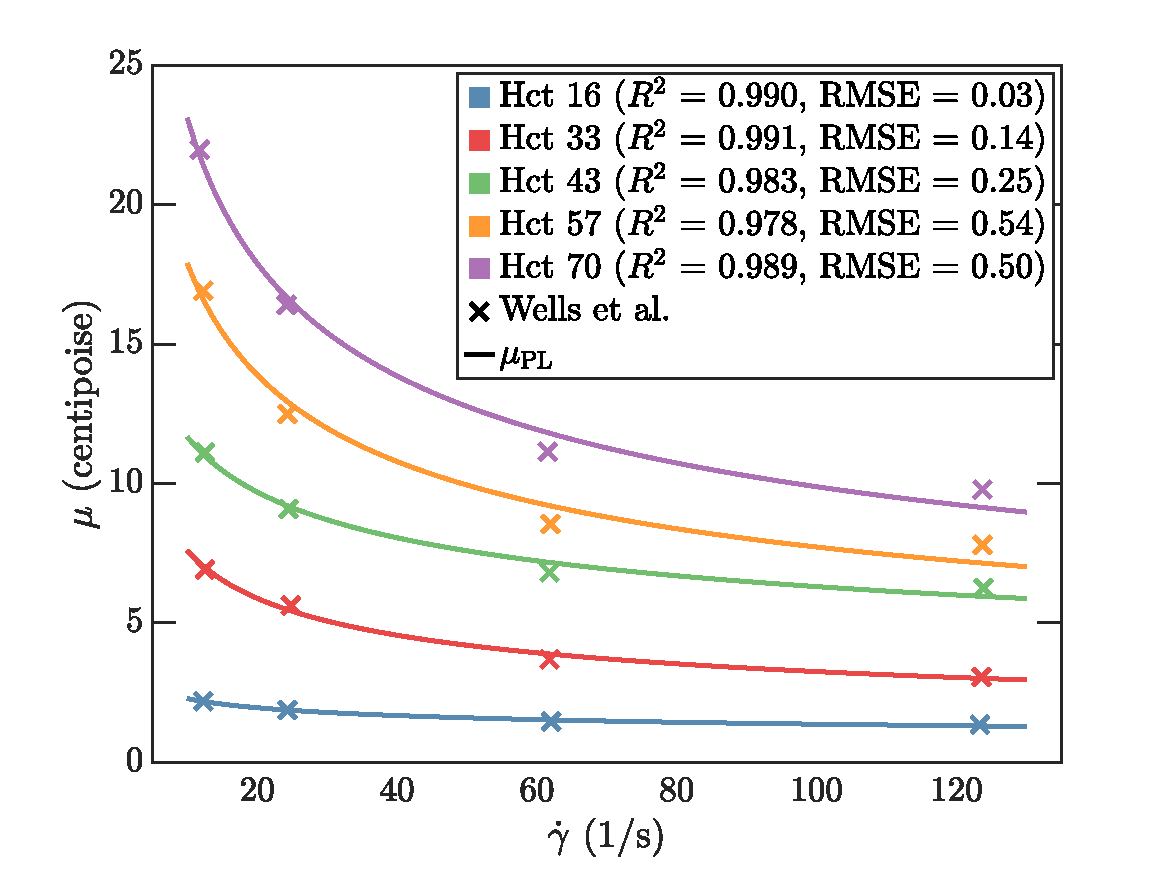 25
20
15
10
5
0
μ (centipoise)
Hct 16 (R² = 0.990, RMSE = 0.03)
Hct 33 (R² = 0.991, RMSE = 0.14)
Hct 43 (R² = 0.983, RMSE = 0.25)
Hct 57 (R² = 0.978, RMSE = 0.54)
Hct 70 (R² = 0.989, RMSE = 0.50)
Wells et al.
μPL
20 40 60 80 100 120
γ̇ (1/s)